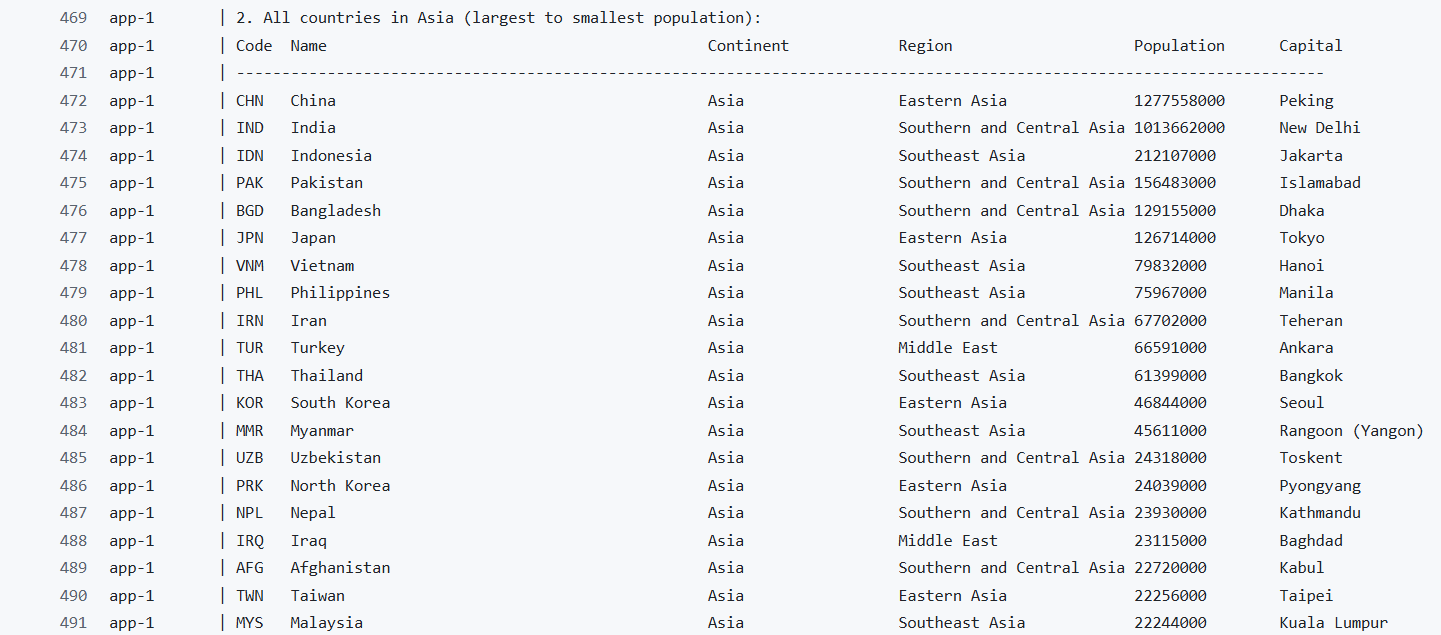 469 app-1 | 2. All countries in Asia (largest to smallest population):
470 app-1 | Code Name Continent Region Population Capital
471 app-1 | ------------------------------------------------------------------------------------------------------------------------
472 app-1 | CHN China Asia Eastern Asia 1277558000 Peking
473 app-1 | IND India Asia Southern and Central Asia 1013662000 New Delhi
474 app-1 | IDN Indonesia Asia Southeast Asia 212107000 Jakarta
475 app-1 | PAK Pakistan Asia Southern and Central Asia 156483000 Islamabad
476 app-1 | BGD Bangladesh Asia Southern and Central Asia 129155000 Dhaka
477 app-1 | JPN Japan Asia Eastern Asia 126714000 Tokyo
478 app-1 | VNM Vietnam Asia Southeast Asia 79832000 Hanoi
479 app-1 | PHL Philippines Asia Southeast Asia 75967000 Manila
480 app-1 | IRN Iran Asia Southern and Central Asia 67702000 Teheran
481 app-1 | TUR Turkey Asia Middle East 66591000 Ankara
482 app-1 | THA Thailand Asia Southeast Asia 61399000 Bangkok
483 app-1 | KOR South Korea Asia Eastern Asia 46844000 Seoul
484 app-1 | MMR Myanmar Asia Southeast Asia 45611000 Rangoon (Yangon)
485 app-1 | UZB Uzbekistan Asia Southern and Central Asia 24318000 Toskent
486 app-1 | PRK North Korea Asia Eastern Asia 24039000 Pyongyang
487 app-1 | NPL Nepal Asia Southern and Central Asia 23930000 Kathmandu
488 app-1 | IRQ Iraq Asia Middle East 23115000 Baghdad
489 app-1 | AFG Afghanistan Asia Southern and Central Asia 22720000 Kabul
490 app-1 | TWN Taiwan Asia Eastern Asia 22256000 Taipei
491 app-1 | MYS Malaysia Asia Southeast Asia 22244000 Kuala Lumpur